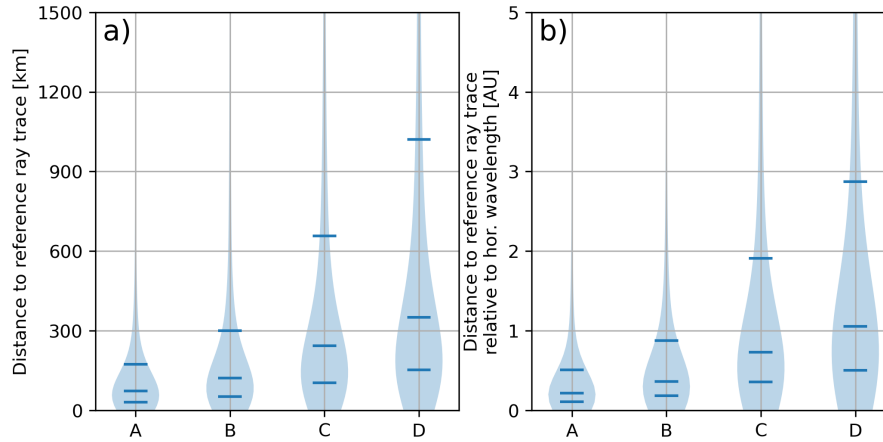 a)
Distance to reference ray trace [km]
1500
1200
900
600
300
0
A B C D
b)
Distance to reference ray trace
relative to hor. wavelength [AU]
5
4
3
2
1
0
A B C D